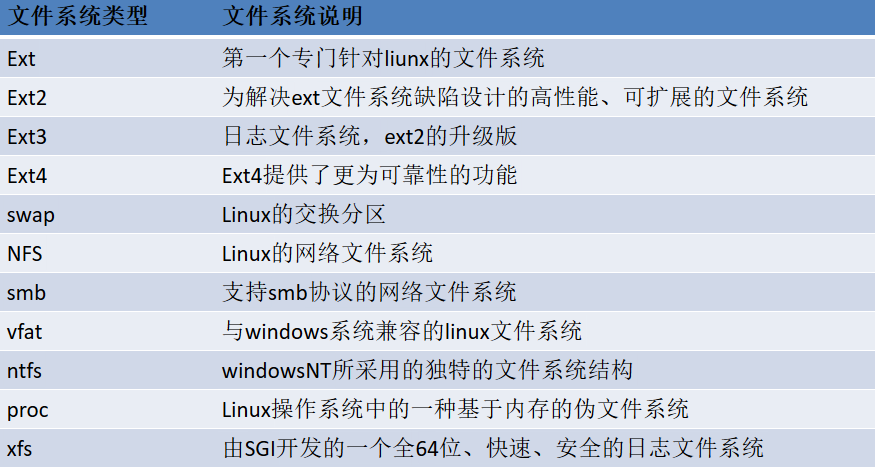 文件系统类型 文件系统说明
Ext 第一个专门针对liunx的文件系统
Ext2 为解决ext文件系统缺陷设计的高性能、可扩展的文件系统
Ext3 日志文件系统，ext2的升级版
Ext4 Ext4提供了更为可靠性的功能
swap Linux的交换分区
NFS Linux的网络文件系统
smb 支持smb协议的网络文件系统
vfat 与windows系统兼容的linux文件系统
ntfs windowsNT所采用的独特的文件系统结构
proc Linux操作系统中的一种基于内存的伪文件系统
xfs 由SGI开发的一个全64位、快速、安全的日志文件系统